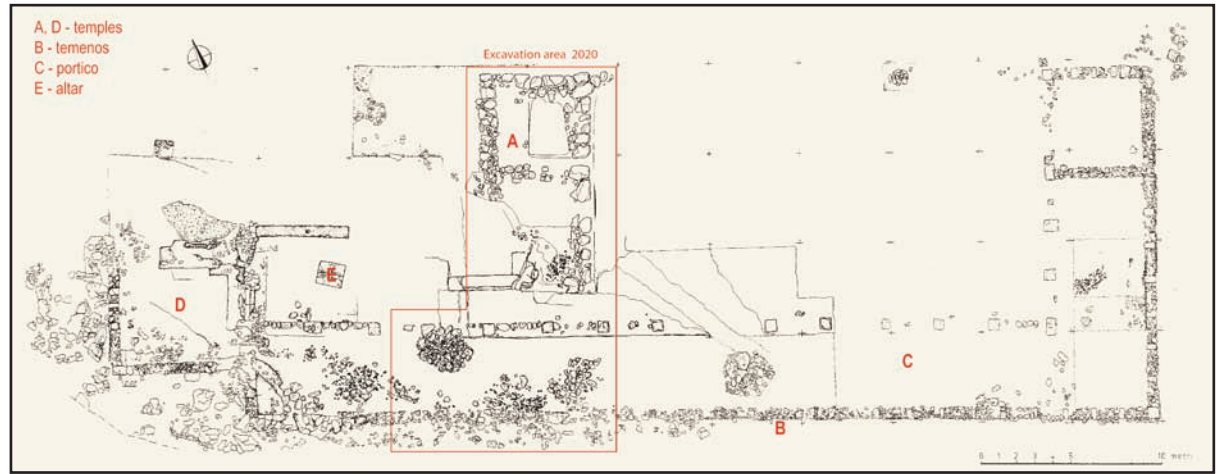 A, D - temples
B - temenos
C - portico
E - altar
Excavation area 2020
A
E
D
C
B
0 1 2 3 4 5 10 metri